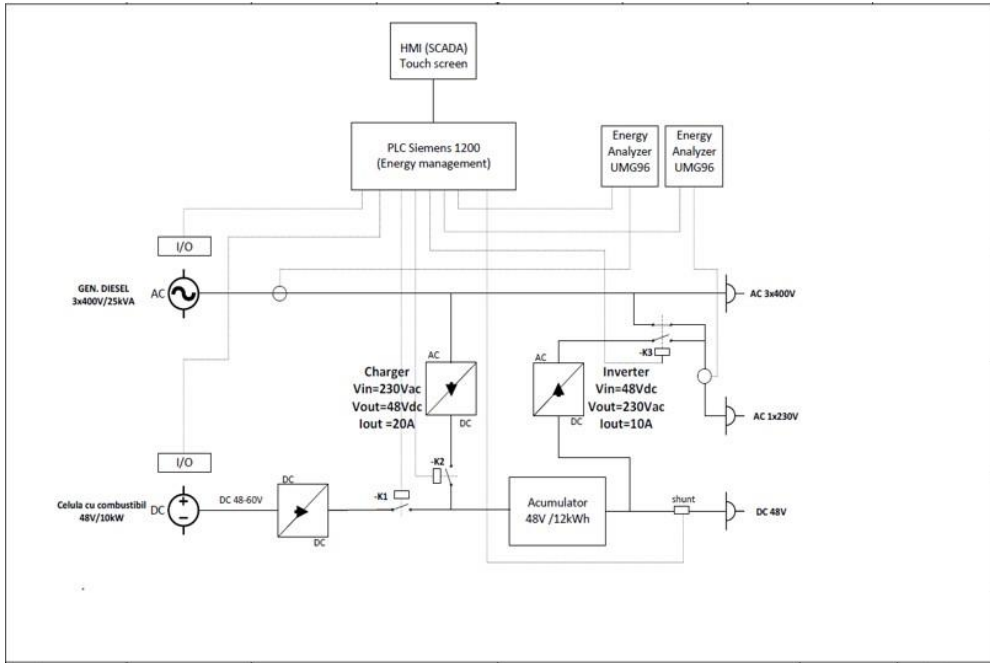 HMI (SCADA)
Touch screen
PLC Siemens 1200
(Energy management)
Energy
Analyzer
UMG96
Energy
Analyzer
UMG96
I/O
GEN. DIESEL
3x400V/25kVA
AC
AC 3x400V
AC
Charger
Vin=230Vac
Vout=48Vdc
Iout =20A
DC
AC
-K3
Inverter
Vin=48Vdc
Vout=230Vac
Iout=10A
DC
AC 1x230V
-K2
I/O
Celula cu combustibil
48V/10kW
DC
DC 48-60V
DC
DC
-K1
Acumulator
48V /12kWh
shunt
DC 48V